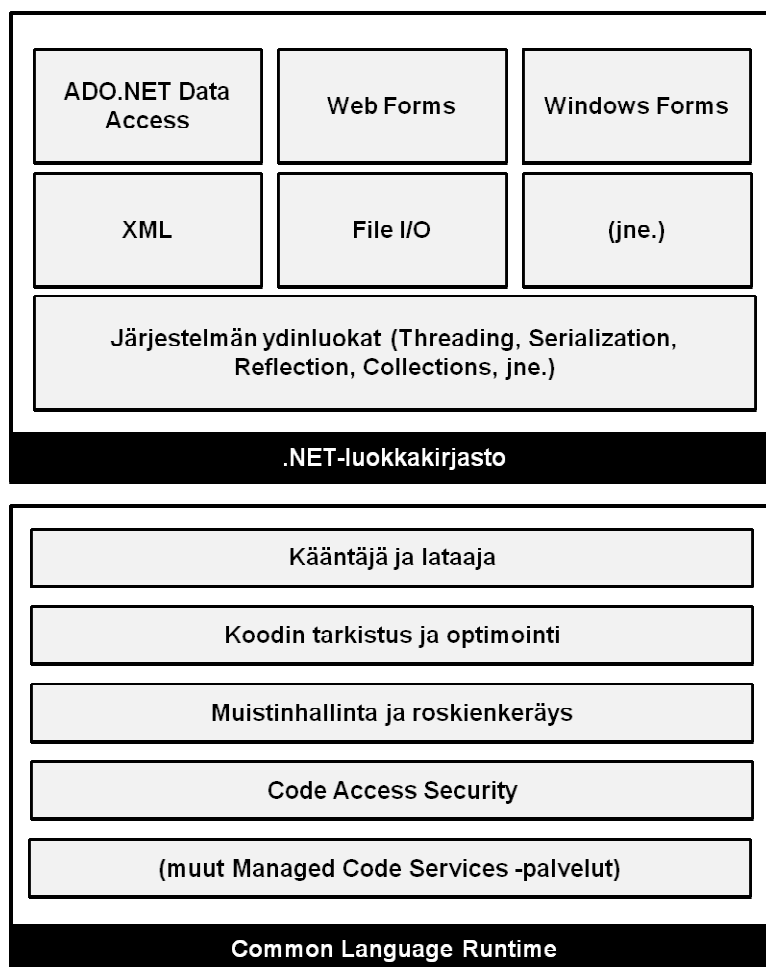 ADO.NET Data
Access
Web Forms
Windows Forms
XML
File I/O
(jne.)
Järjestelmän ydinluokat (Threading, Serialization,
Reflection, Collections, jne.)
.NET-luokkakirjasto
Kääntäjä ja lataaja
Koodin tarkistus ja optimointi
Muistinhallinta ja roskienkeräys
Code Access Security
(muut Managed Code Services -palvelut)
Common Language Runtime